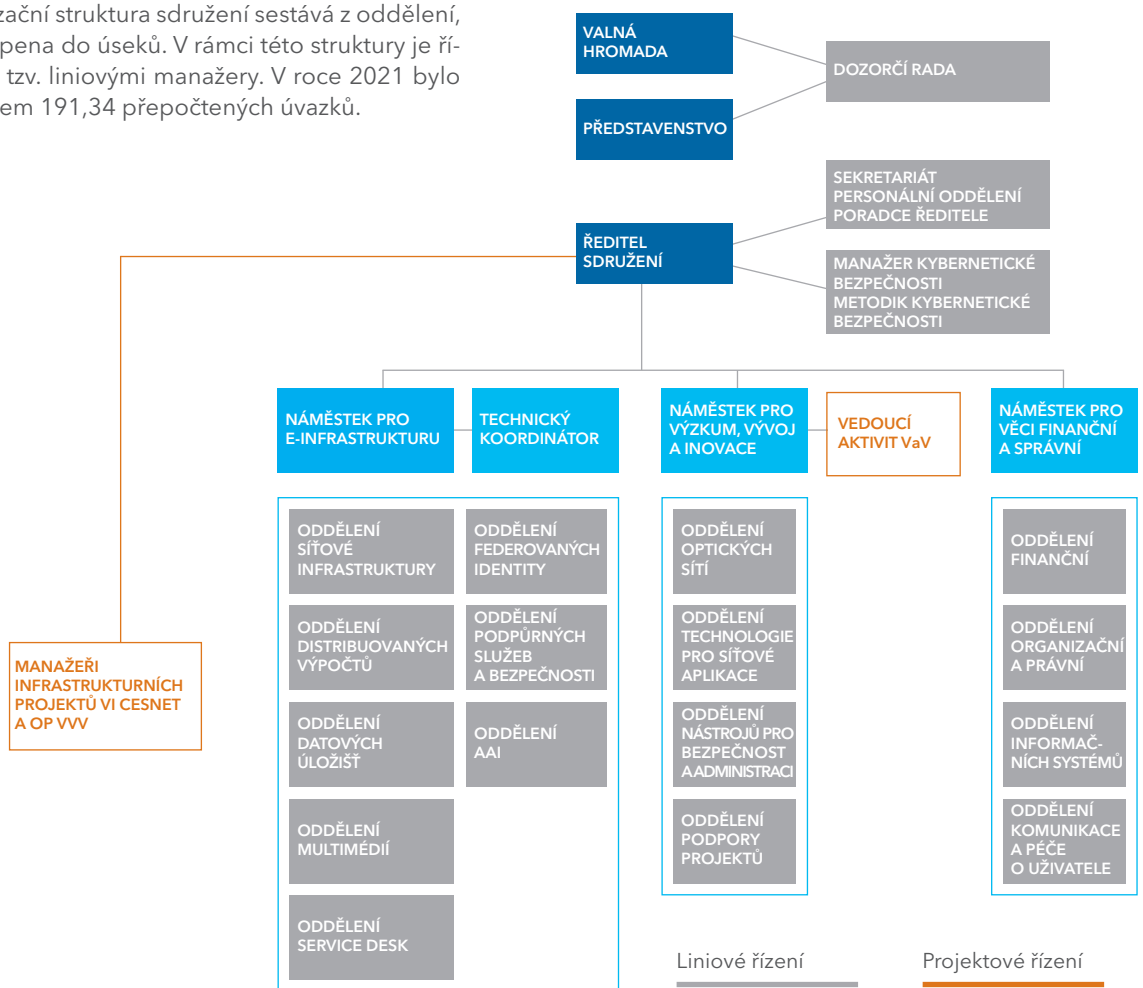 zační struktura sdružení sestává z oddělení,
pena do úseků. V rámci této struktury je ří-
tzv. liniovými manažery. V roce 2021 bylo
em 191,34 přepočtených úvazků.
VALNÁ
HROMADA
DOZORČÍ RADA
PŘEDSTAVENSTVO
SEKRETARIÁT
PERSONÁLNÍ ODDĚLENÍ
PORADCE ŘEDITELE
ŘEDITEL
SDRUŽENÍ
MANAŽER KYBERNETICKÉ
BEZPEČNOSTI
METODIK KYBERNETICKÉ
BEZPEČNOSTI
NÁMĚSTEK PRO
E-INFRASTRUKTURU
TECHNICKÝ
KOORDINÁTOR
NÁMĚSTEK PRO
VÝZKUM, VÝVOJ
A INOVACE
VEDOUCÍ
AKTIVIT VaV
NÁMĚSTEK PRO
VĚCI FINANČNÍ
A SPRÁVNÍ
ODDĚLENÍ
SÍŤOVÉ
INFRASTRUKTURY
ODDĚLENÍ
FEDEROVANÝCH
IDENTITY
ODDĚLENÍ
OPTICKÝCH
SÍTÍ
ODDĚLENÍ
FINANČNÍ
ODDĚLENÍ
DISTRIBUOVANÝCH
VÝPOČTŮ
ODDĚLENÍ
PODPŮRNÝCH
SLUŽEB
A BEZPEČNOSTI
ODDĚLENÍ
TECHNOLOGIE
PRO SÍŤOVÉ
APLIKACE
ODDĚLENÍ
ORGANIZAČNÍ
A PRÁVNÍ
MANAŽEŘI
INFRASTRUKTURNÍCH
PROJEKTŮ VI CESNET
A OP VVV
ODDĚLENÍ
DATOVÝCH
ÚLOŽIŠŤ
ODDĚLENÍ
AAI
ODDĚLENÍ
NÁSTROJŮ PRO
BEZPEČNOST
A ADMINISTRACI
ODDĚLENÍ
INFORMAČ-
NÍCH SYSTÉMŮ
ODDĚLENÍ
MULTIMÉDIÍ
ODDĚLENÍ
PODPORY
PROJEKTŮ
ODDĚLENÍ
KOMUNIKACE
A PÉČE
O UŽIVATELE
ODDĚLENÍ
SERVICE DESK
Liniové řízení
Projektové řízení